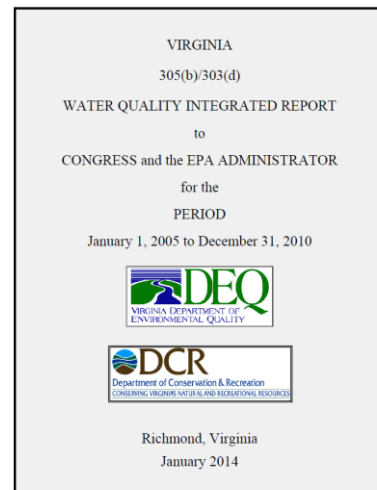 VIRGINIA
305(b)/303(d)
WATER QUALITY INTEGRATED REPORT
to
CONGRESS and the EPA ADMINISTRATOR
for the
PERIOD
January 1, 2005 to December 31, 2010
DEQ
VIRGINIA DEPARTMENT OF
ENVIRONMENTAL QUALITY
DCR
Department of Conservation & Recreation
CONSERVING VIRGINIA'S NATURAL AND RECREATIONAL RESOURCES
Richmond, Virginia
January 2014